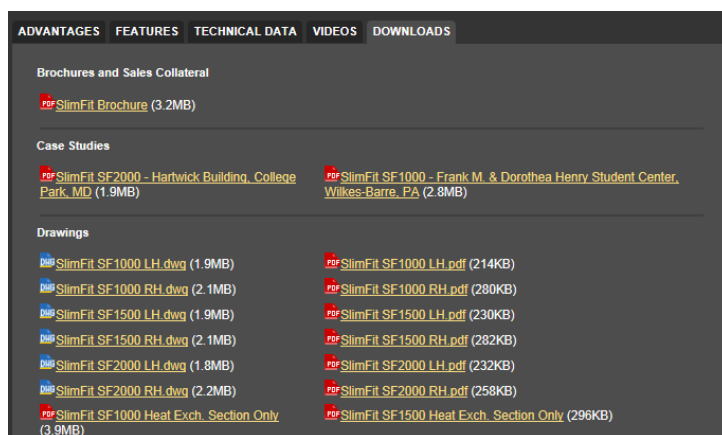 ADVANTAGES FEATURES TECHNICAL DATA VIDEOS DOWNLOADS
Brochures and Sales Collateral
PDF SlimFit Brochure (3.2MB)
Case Studies
PDF SlimFit SF2000 - Hartwick Building, College
Park, MD (1.9MB)
PDF SlimFit SF1000 - Frank M. & Dorothea Henry Student Center,
Wilkes-Barre, PA (2.8MB)
Drawings
DWG SlimFit SF1000 LH.dwg (1.9MB) PDF SlimFit SF1000 LH.pdf (214KB)
DWG SlimFit SF1000 RH.dwg (2.1MB) PDF SlimFit SF1000 RH.pdf (280KB)
DWG SlimFit SF1500 LH.dwg (1.9MB) PDF SlimFit SF1500 LH.pdf (230KB)
DWG SlimFit SF1500 RH.dwg (2.1MB) PDF SlimFit SF1500 RH.pdf (282KB)
DWG SlimFit SF2000 LH.dwg (1.8MB) PDF SlimFit SF2000 LH.pdf (232KB)
DWG SlimFit SF2000 RH.dwg (2.2MB) PDF SlimFit SF2000 RH.pdf (258KB)
PDF SlimFit SF1000 Heat Exch. Section Only
(3.9MB)
PDF SlimFit SF1500 Heat Exch. Section Only (296KB)